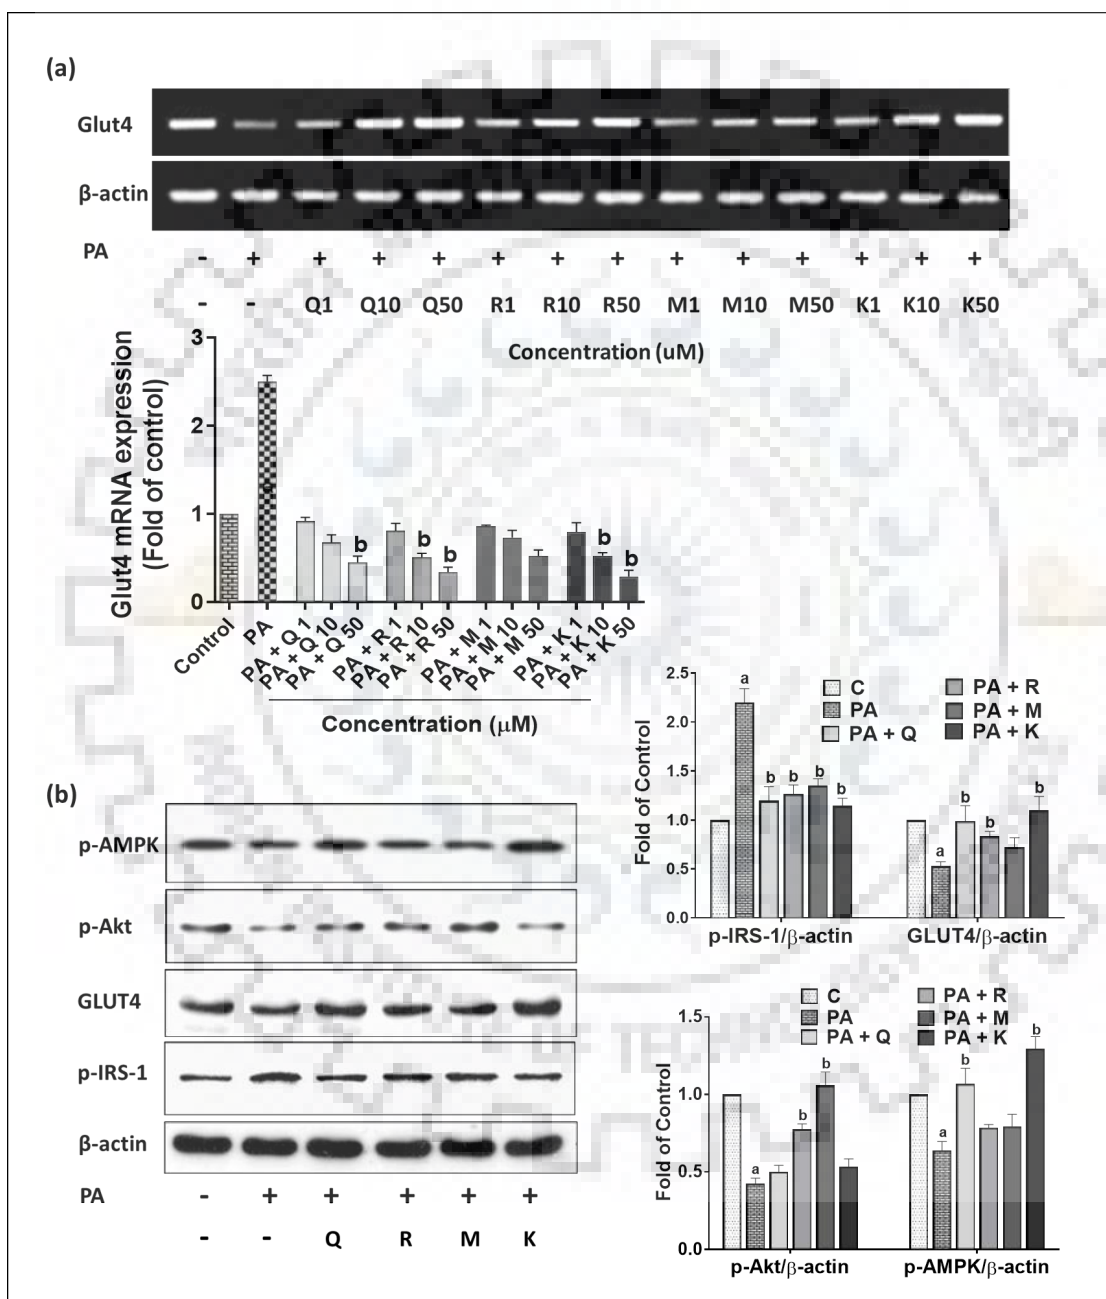 (a)
Glut4
β-actin
PA - + + + + + + + + + + + + +
- - Q1 Q10 Q50 R1 R10 R50 M1 M10 M50 K1 K10 K50
Concentration (uM)
Glut4 mRNA expression
(Fold of control)
3
2
1
0
b b b b b
Control PA PA + Q 1 PA + Q 10 PA + Q 50 PA + R 1 PA + R 10 PA + R 50 PA + M 1 PA + M 10 PA + M 50 PA + K 1 PA + K 10 PA + K 50
Concentration (μM)
Fold of Control
2.5
2.0
1.5
1.0
0.5
0.0
C PA + R
PA PA + M
PA + Q PA + K
a b b b b a b b b
p-IRS-1/β-actin GLUT4/β-actin
(b)
p-AMPK
p-Akt
GLUT4
p-IRS-1
β-actin
PA - + + + + +
- - Q R M K
Fold of Control
1.5
1.0
0.5
0.0
C PA + R
PA PA + M
PA + Q PA + K
a b b a b b
p-Akt/β-actin p-AMPK/β-actin